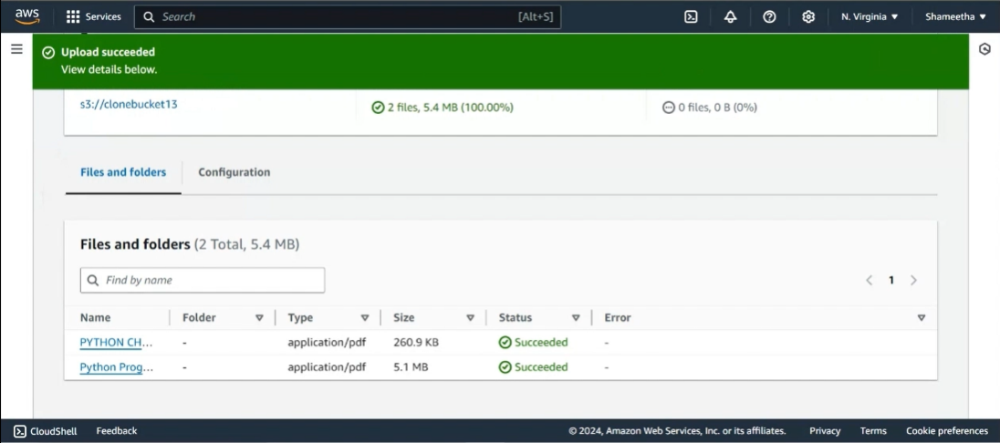 aws Services Search [Alt+S] N. Virginia Shameetha
Upload succeeded
View details below.
s3://clonebucket13 2 files, 5.4 MB (100.00%) 0 files, 0 B (0%)
Files and folders Configuration
Files and folders (2 Total, 5.4 MB)
Find by name 1
Name Folder Type Size Status Error
PYTHON CH... - application/pdf 260.9 KB Succeeded -
Python Prog... - application/pdf 5.1 MB Succeeded -
CloudShell Feedback © 2024, Amazon Web Services, Inc. or its affiliates. Privacy Terms Cookie preferences